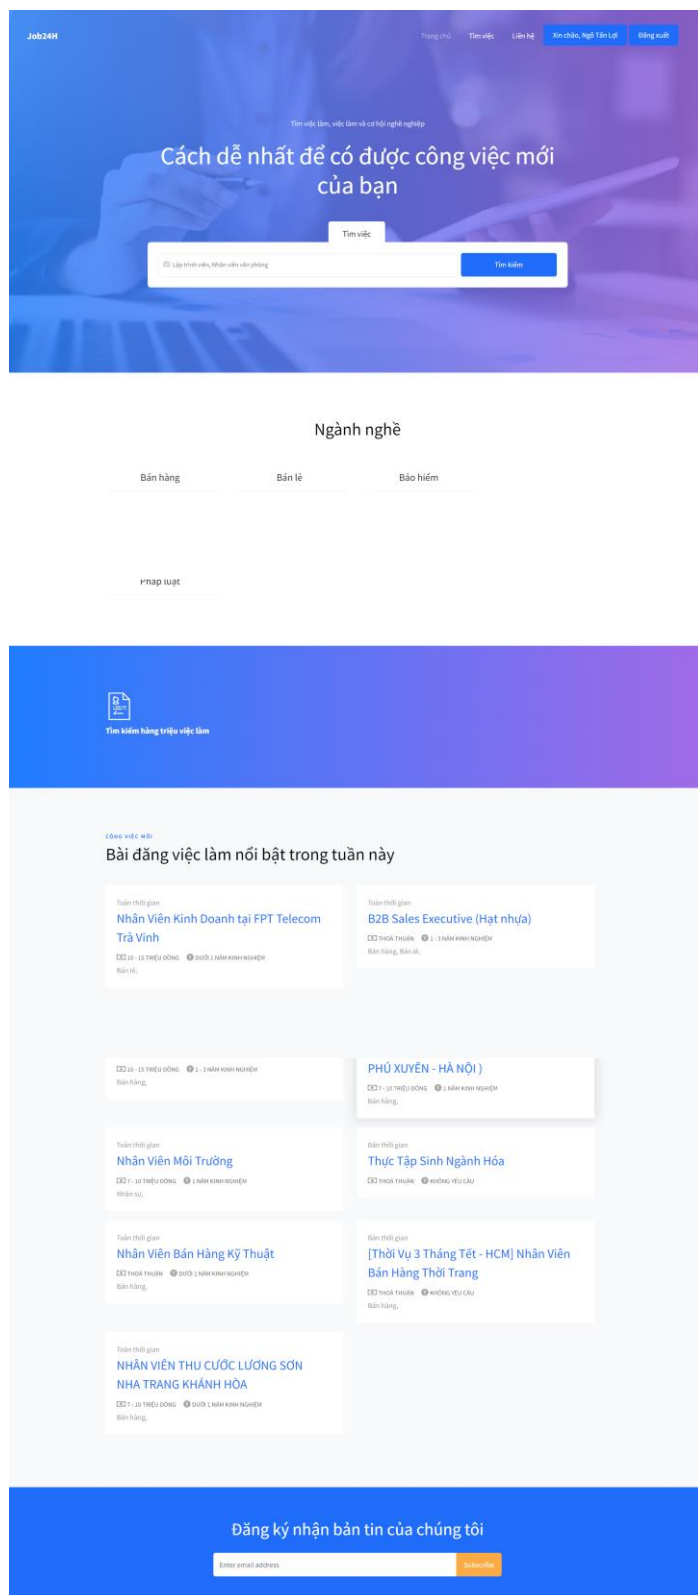 Job24H
Trang chủ Tìm việc Liên hệ Xin chào, Ngô Tấn Lợi Đăng xuất
Tìm việc làm, việc làm và cơ hội nghề nghiệp
Cách dễ nhất để có được công việc mới
của bạn
Tìm việc
Lập trình viên, Nhân viên văn phòng Tìm kiếm
Ngành nghề
Bán hàng Bán lẻ Bảo hiểm
Pháp luật
Tìm kiếm hàng triệu việc làm
CÔNG VIỆC MỚI
Bài đăng việc làm nổi bật trong tuần này
Toàn thời gian
Nhân Viên Kinh Doanh tại FPT Telecom
Trà Vinh
10 - 15 TRIỆU ĐỒNG DƯỚI 1 NĂM KINH NGHIỆM
Bán lẻ,
Toàn thời gian
B2B Sales Executive (Hạt nhựa)
THOẢ THUẬN 1 - 3 NĂM KINH NGHIỆM
Bán hàng, Bán lẻ,
10 - 15 TRIỆU ĐỒNG 1 - 3 NĂM KINH NGHIỆM
Bán hàng,
PHÚ XUYÊN - HÀ NỘI )
7 - 10 TRIỆU ĐỒNG 1 NĂM KINH NGHIỆM
Bán hàng,
Toàn thời gian
Nhân Viên Môi Trường
7 - 10 TRIỆU ĐỒNG 1 NĂM KINH NGHIỆM
Nhân sự,
Bán thời gian
Thực Tập Sinh Ngành Hóa
THOẢ THUẬN KHÔNG YÊU CẦU
Toàn thời gian
Nhân Viên Bán Hàng Kỹ Thuật
THOẢ THUẬN DƯỚI 1 NĂM KINH NGHIỆM
Bán hàng,
Bán thời gian
[Thời Vụ 3 Tháng Tết - HCM] Nhân Viên
Bán Hàng Thời Trang
THOẢ THUẬN KHÔNG YÊU CẦU
Bán hàng,
Toàn thời gian
NHÂN VIÊN THU CƯỚC LƯƠNG SƠN
NHA TRANG KHÁNH HÒA
7 - 10 TRIỆU ĐỒNG DƯỚI 1 NĂM KINH NGHIỆM
Bán hàng,
Đăng ký nhận bản tin của chúng tôi
Enter email address Subscribe